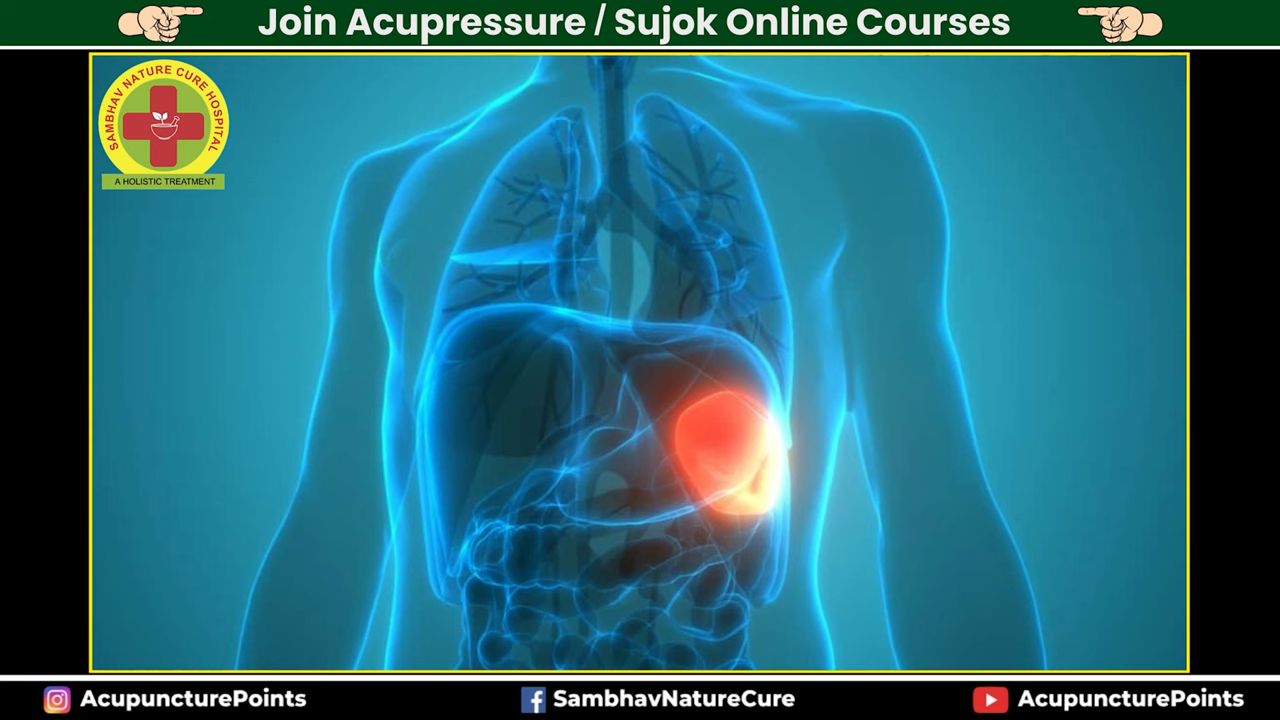 Join Acupressure / Sujok Online Courses
SAMBHAV NATURE CURE HOSPITAL
A HOLISTIC TREATMENT
AcupuncturePoints
SambhavNatureCure
AcupuncturePoints